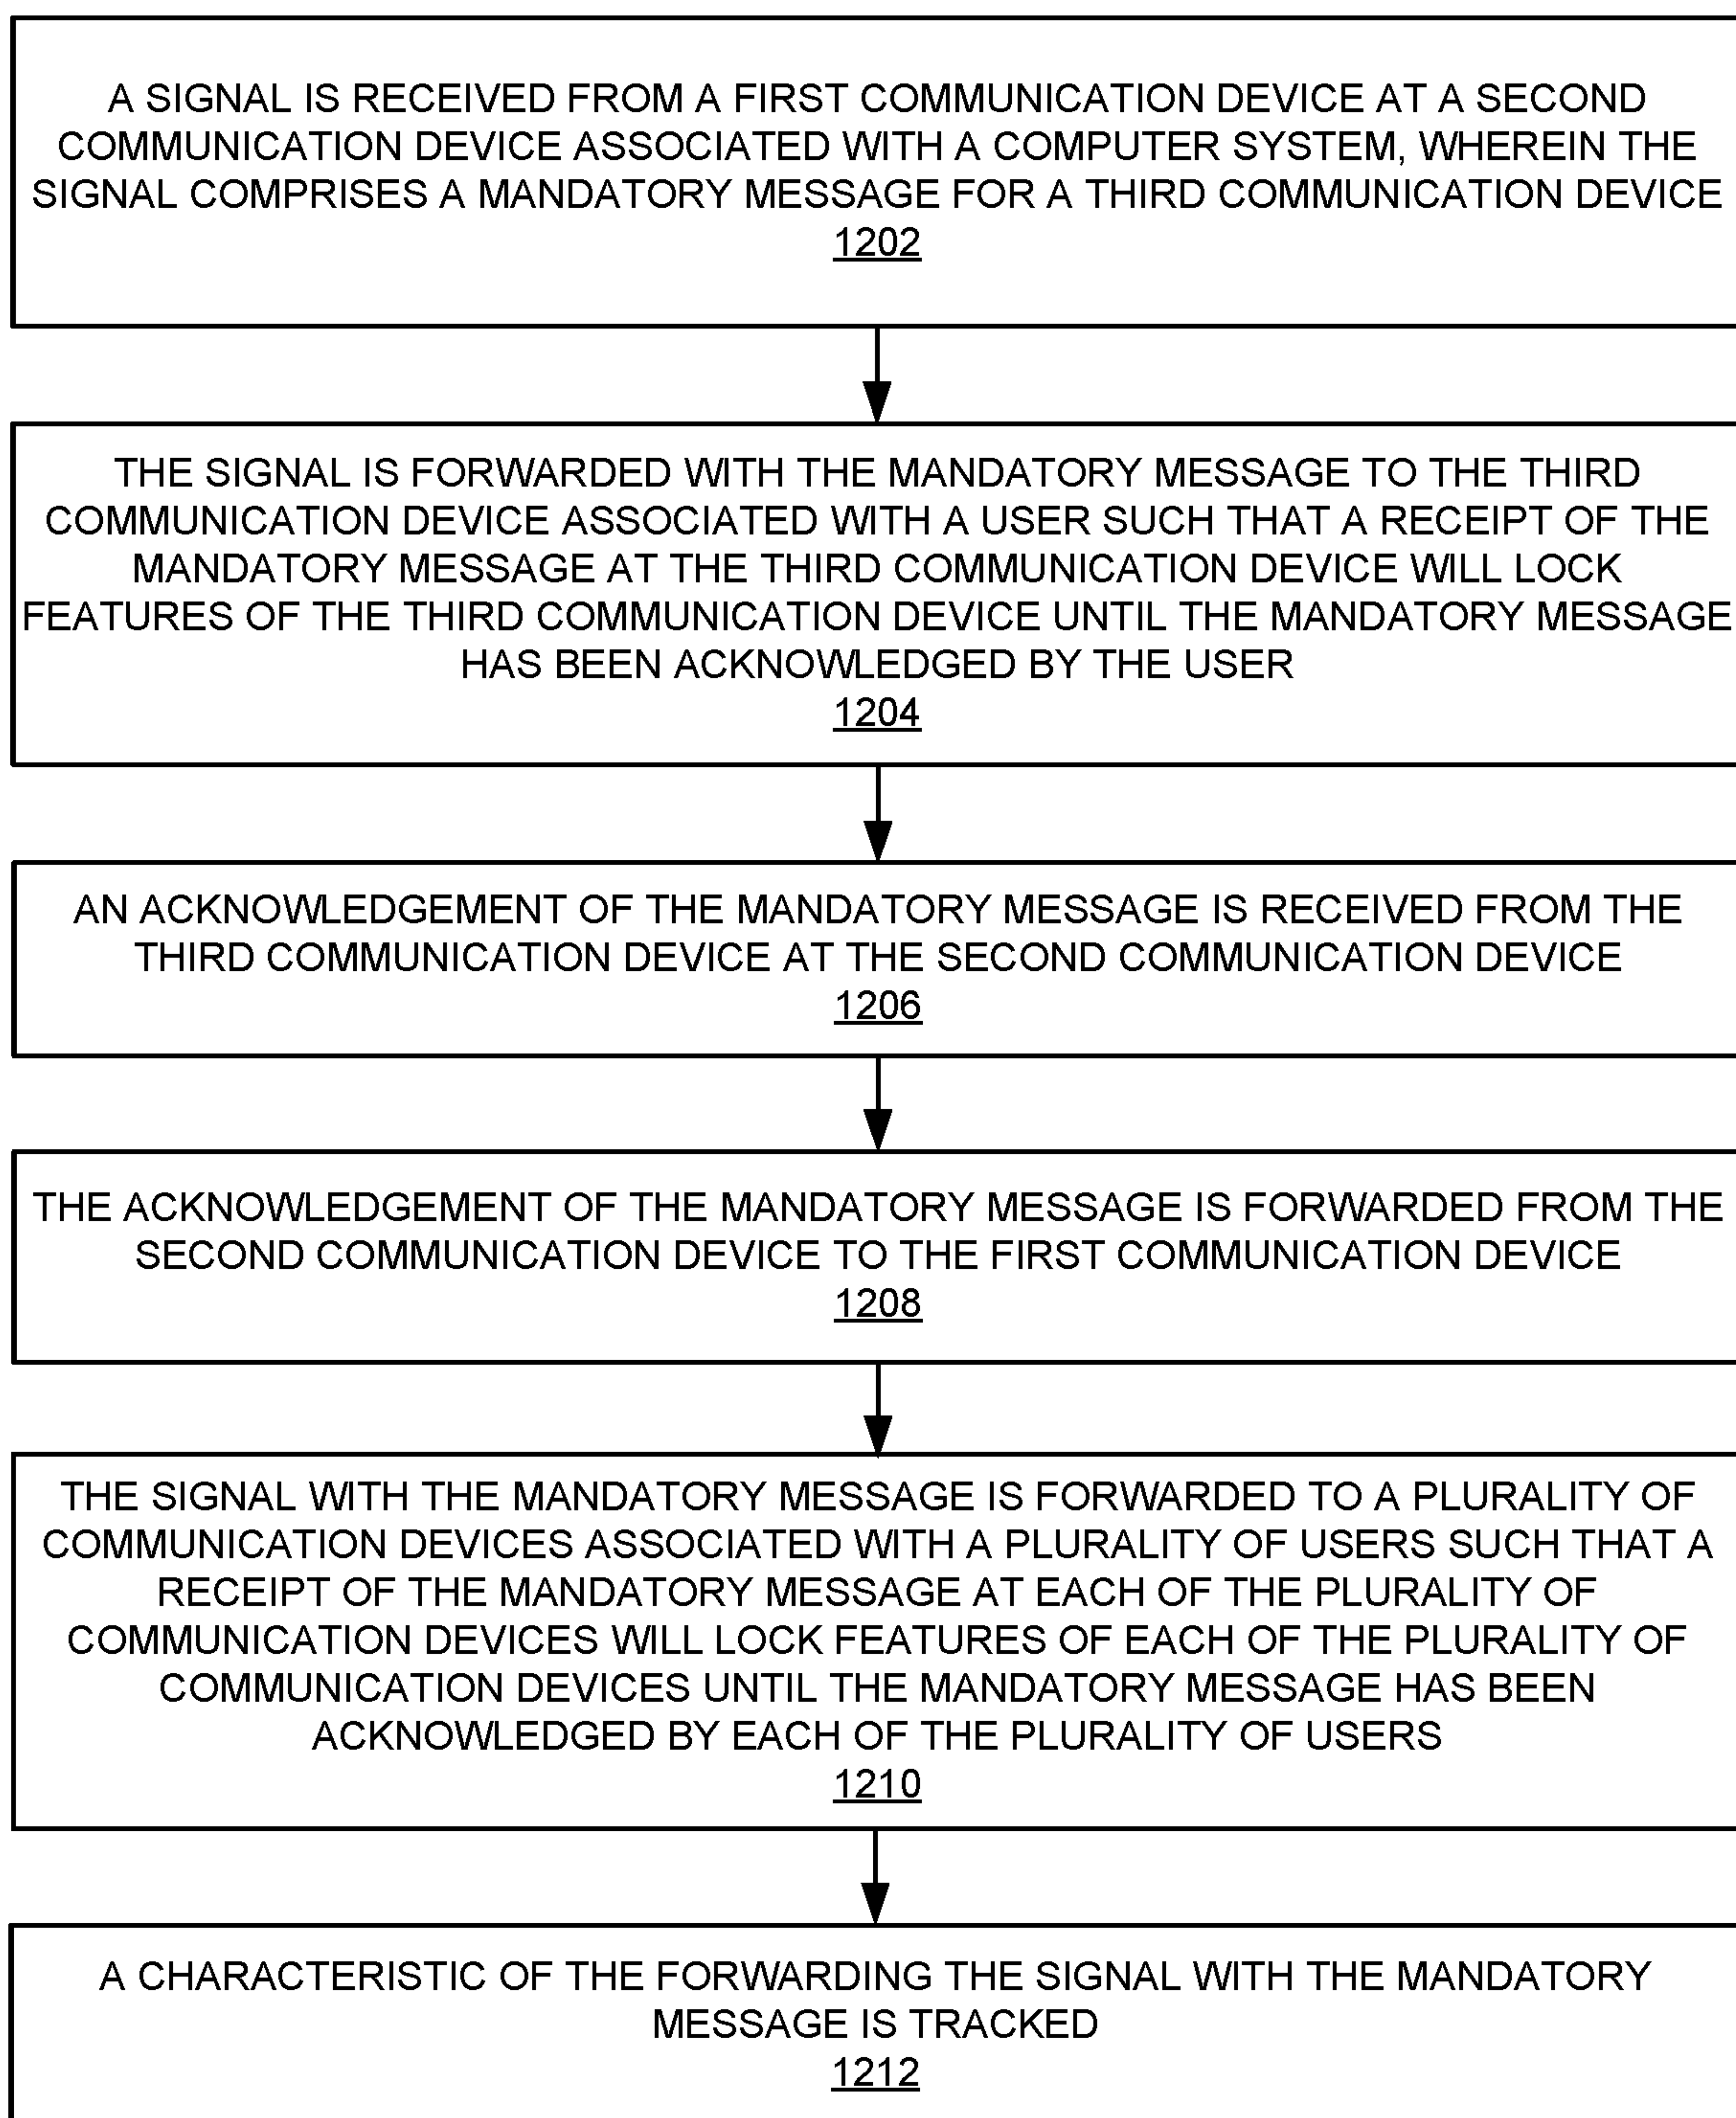 A SIGNAL IS RECEIVED FROM A FIRST COMMUNICATION DEVICE AT A SECOND
COMMUNICATION DEVICE ASSOCIATED WITH A COMPUTER SYSTEM, WHEREIN THE
SIGNAL COMPRISES A MANDATORY MESSAGE FOR A THIRD COMMUNICATION DEVICE
1202
THE SIGNAL IS FORWARDED WITH THE MANDATORY MESSAGE TO THE THIRD
COMMUNICATION DEVICE ASSOCIATED WITH A USER SUCH THAT A RECEIPT OF THE
MANDATORY MESSAGE AT THE THIRD COMMUNICATION DEVICE WILL LOCK
FEATURES OF THE THIRD COMMUNICATION DEVICE UNTIL THE MANDATORY MESSAGE
HAS BEEN ACKNOWLEDGED BY THE USER
1204
AN ACKNOWLEDGEMENT OF THE MANDATORY MESSAGE IS RECEIVED FROM THE
THIRD COMMUNICATION DEVICE AT THE SECOND COMMUNICATION DEVICE
1206
THE ACKNOWLEDGEMENT OF THE MANDATORY MESSAGE IS FORWARDED FROM THE
SECOND COMMUNICATION DEVICE TO THE FIRST COMMUNICATION DEVICE
1208
THE SIGNAL WITH THE MANDATORY MESSAGE IS FORWARDED TO A PLURALITY OF
COMMUNICATION DEVICES ASSOCIATED WITH A PLURALITY OF USERS SUCH THAT A
RECEIPT OF THE MANDATORY MESSAGE AT EACH OF THE PLURALITY OF
COMMUNICATION DEVICES WILL LOCK FEATURES OF EACH OF THE PLURALITY OF
COMMUNICATION DEVICES UNTIL THE MANDATORY MESSAGE HAS BEEN
ACKNOWLEDGED BY EACH OF THE PLURALITY OF USERS
1210
A CHARACTERISTIC OF THE FORWARDING THE SIGNAL WITH THE MANDATORY
MESSAGE IS TRACKED
1212